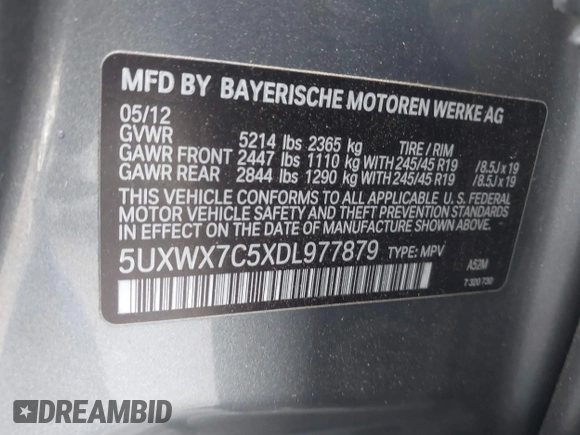 MFD BY BAYERISCHE MOTOREN WERKE AG
05/12
GVWR 5214 lbs 2365 kg TIRE / RIM
GAWR FRONT 2447 lbs 1110 kg WITH 245/45 R19 / 8.5J x 19
GAWR REAR 2844 lbs 1290 kg WITH 245/45 R19 / 8.5J x 19
THIS VEHICLE CONFORMS TO ALL APPLICABLE U. S. FEDERAL
MOTOR VEHICLE SAFETY AND THEFT PREVENTION STANDARDS
IN EFFECT ON THE DATE OF MANUFACTURE SHOWN ABOVE.
5UXWX7C5XDL977879 TYPE: MPV
A52M
7 320 730
DREAMBID